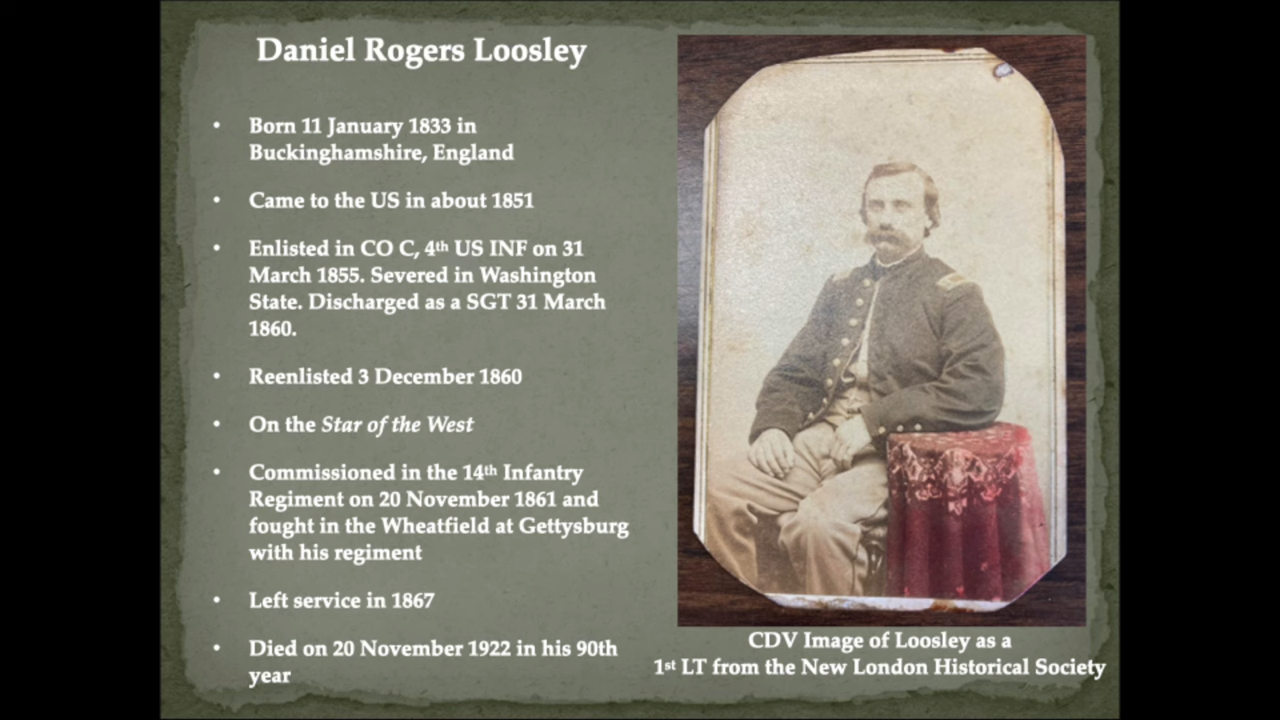 Daniel Rogers Loosley
• Born 11 January 1833 in
Buckinghamshire, England
• Came to the US in about 1851
• Enlisted in CO C, 4th US INF on 31
March 1855. Severed in Washington
State. Discharged as a SGT 31 March
1860.
• Reenlisted 3 December 1860
• On the Star of the West
• Commissioned in the 14th Infantry
Regiment on 20 November 1861 and
fought in the Wheatfield at Gettysburg
with his regiment
• Left service in 1867
• Died on 20 November 1922 in his 90th
year
CDV Image of Loosley as a
1st LT from the New London Historical Society